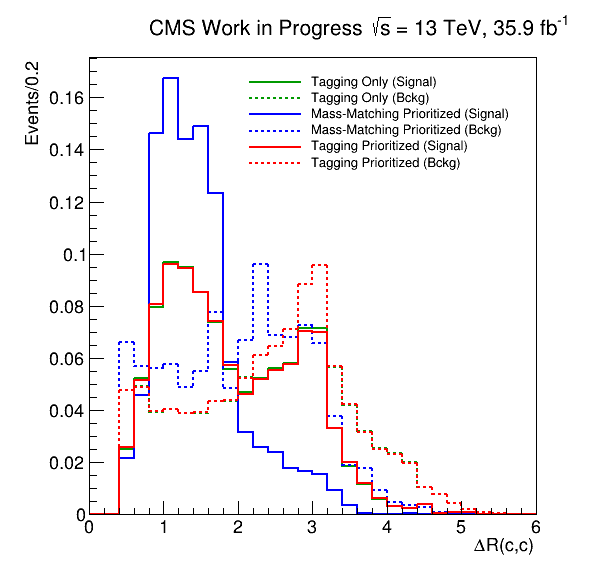 CMS Work in Progress √s = 13 TeV, 35.9 fb⁻¹
Events/0.2
Tagging Only (Signal)
Tagging Only (Bckg)
Mass-Matching Prioritized (Signal)
Mass-Matching Prioritized (Bckg)
Tagging Prioritized (Signal)
Tagging Prioritized (Bckg)
0.16
0.14
0.12
0.1
0.08
0.06
0.04
0.02
0
0 1 2 3 4 5 6
ΔR(c,c)